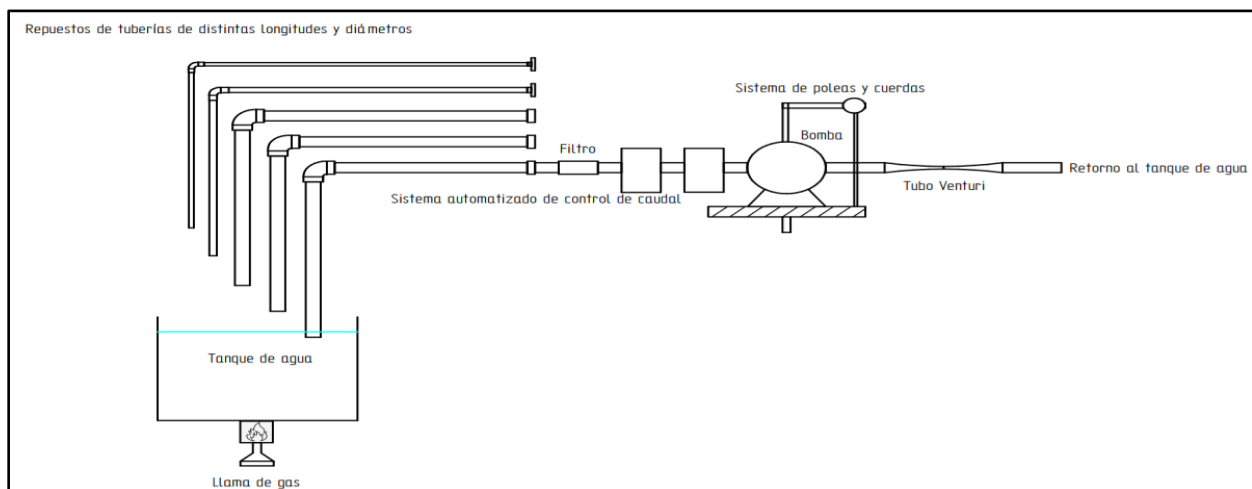 Repuestos de tuberías de distintas longitudes y diámetros
Sistema de poleas y cuerdas
Bomba
Filtro
Retorno al tanque de agua
Tubo Venturi
Sistema automatizado de control de caudal
Tanque de agua
Llama de gas